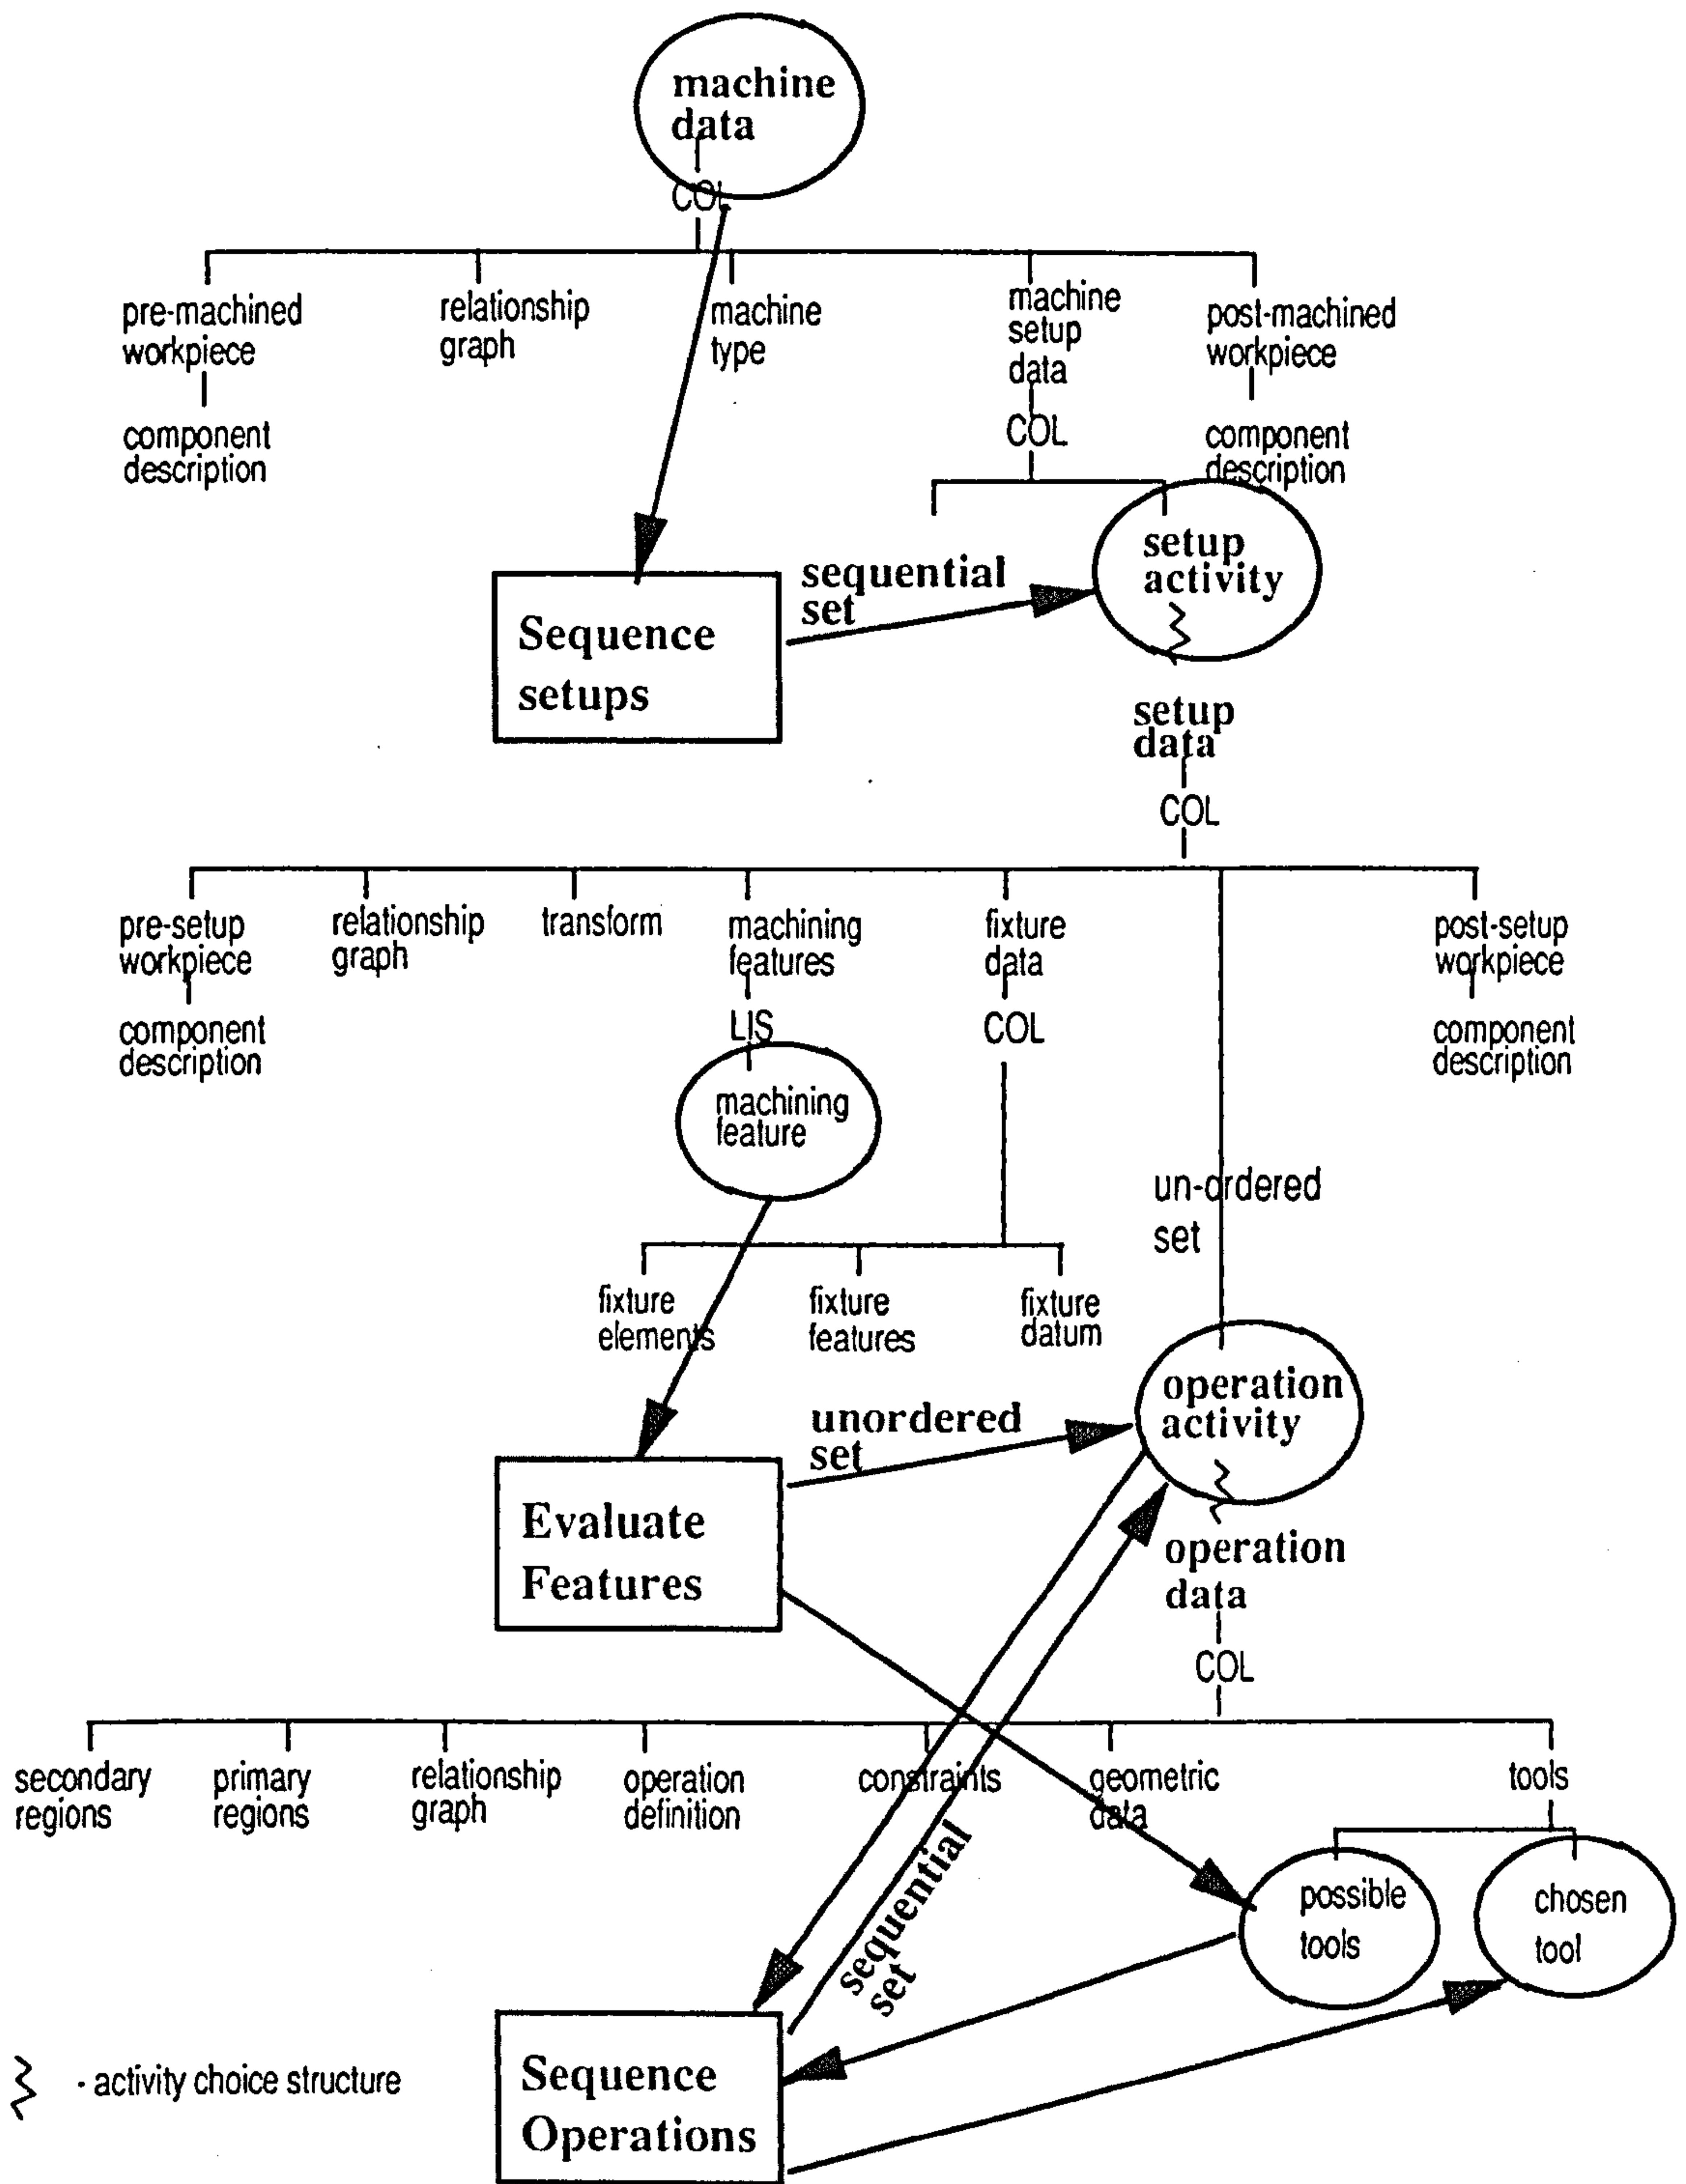 machine
data
COL
pre-machined
workpiece
relationship
graph
machine
type
machine
setup
data
post-machined
workpiece
component
description
COL
component
description
sequential
set
setup
activity
Sequence
setups
setup
data
COL
pre-setup
workpiece
relationship
graph
transform
machining
features
fixture
data
post-setup
workpiece
component
description
LIS
COL
component
description
machining
feature
un-ordered
set
fixture
elements
fixture
features
fixture
datum
operation
activity
unordered
set
Evaluate
Features
operation
data
COL
secondary
regions
primary
regions
relationship
graph
operation
definition
constraints
geometric
data
tools
possible
tools
chosen
tool
sequential
set
Sequence
Operations
- activity choice structure